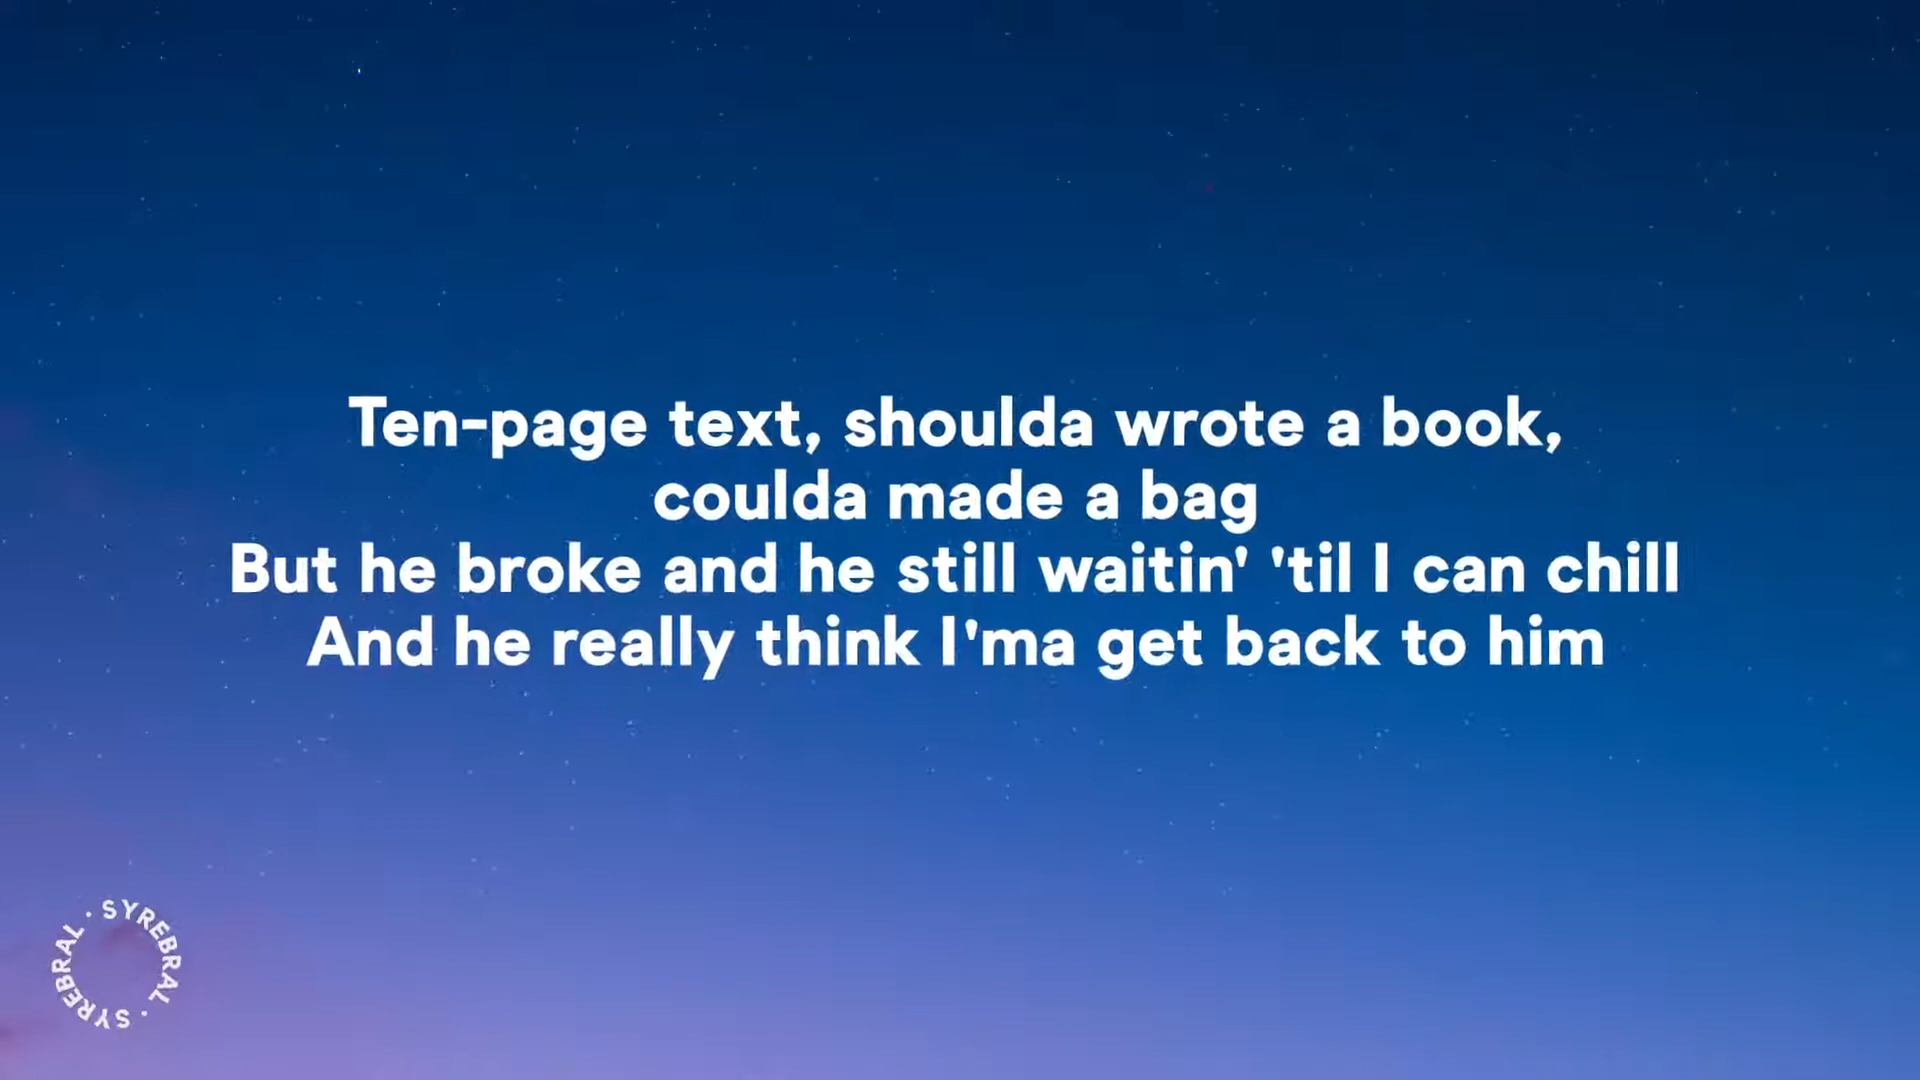 Ten-page text, shoulda wrote a book,
coulda made a bag
But he broke and he still waitin' 'til I can chill
And he really think I'ma get back to him
SYREBRAL · SYREBRAL ·